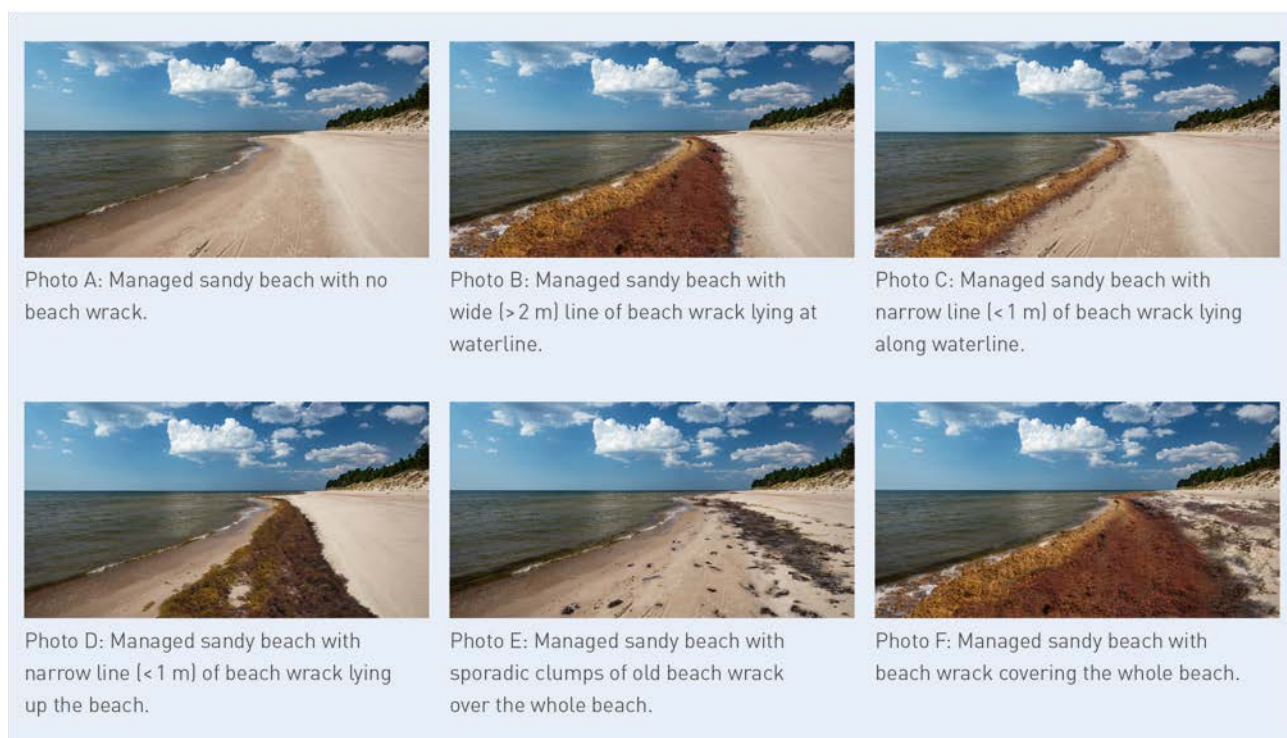 Photo A: Managed sandy beach with no
beach wrack.
Photo B: Managed sandy beach with
wide (> 2 m) line of beach wrack lying at
waterline.
Photo C: Managed sandy beach with
narrow line (< 1 m) of beach wrack lying
along waterline.
Photo D: Managed sandy beach with
narrow line (< 1 m) of beach wrack lying
up the beach.
Photo E: Managed sandy beach with
sporadic clumps of old beach wrack
over the whole beach.
Photo F: Managed sandy beach with
beach wrack covering the whole beach.